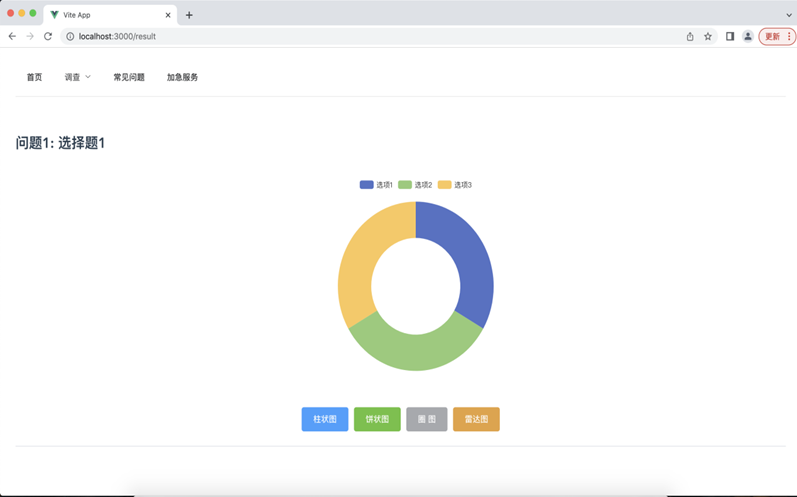 Vite App
localhost:3000/result
更新
首页 调查 常见问题 加急服务
问题1: 选择题1
选项1 选项2 选项3
柱状图 饼状图 圈 图 雷达图